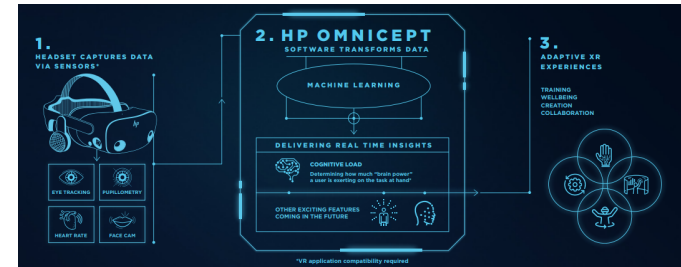 1.
HEADSET CAPTURES DATA
VIA SENSORS*
hp
EYE TRACKING
PUPILLOMETRY
HEART RATE
FACE CAM
2. HP OMNICEPT
SOFTWARE TRANSFORMS DATA
MACHINE LEARNING
DELIVERING REAL TIME INSIGHTS
COGNITIVE LOAD
Determining how much "brain power"
a user is exerting on the task at hand*
OTHER EXCITING FEATURES
COMING IN THE FUTURE
*VR application compatibility required
3.
ADAPTIVE XR
EXPERIENCES
TRAINING
WELLBEING
CREATION
COLLABORATION